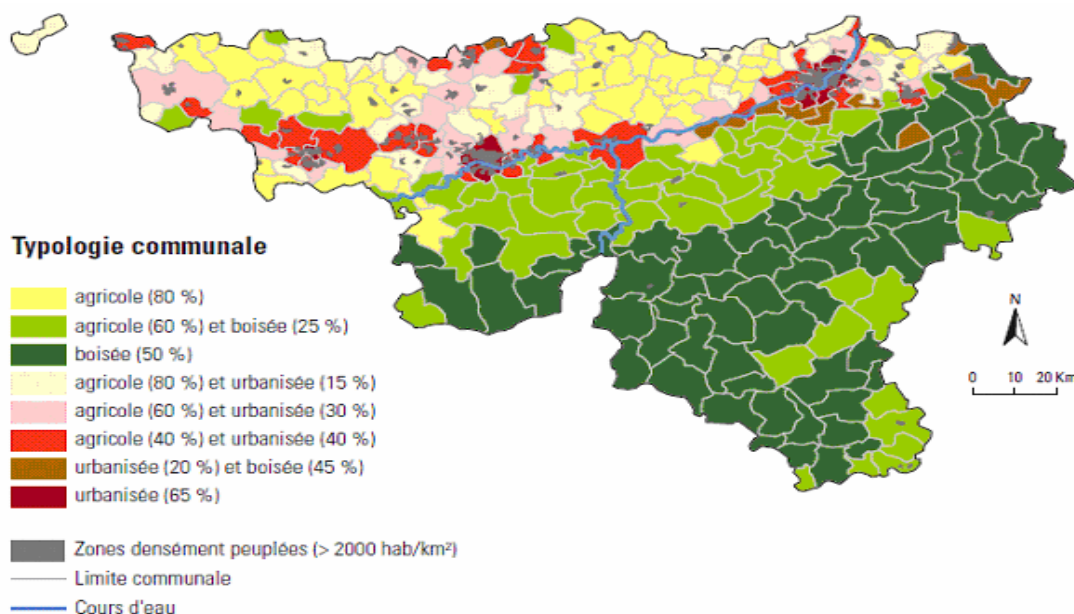 Typologie communale
agricole (80 %)
agricole (60 %) et boisée (25 %)
boisée (50 %)
agricole (80 %) et urbanisée (15 %)
agricole (60 %) et urbanisée (30 %)
agricole (40 %) et urbanisée (40 %)
urbanisée (20 %) et boisée (45 %)
urbanisée (65 %)
Zones densément peuplées (> 2000 hab/km²)
Limite communale
Cours d'eau
N
0 10 20 Km